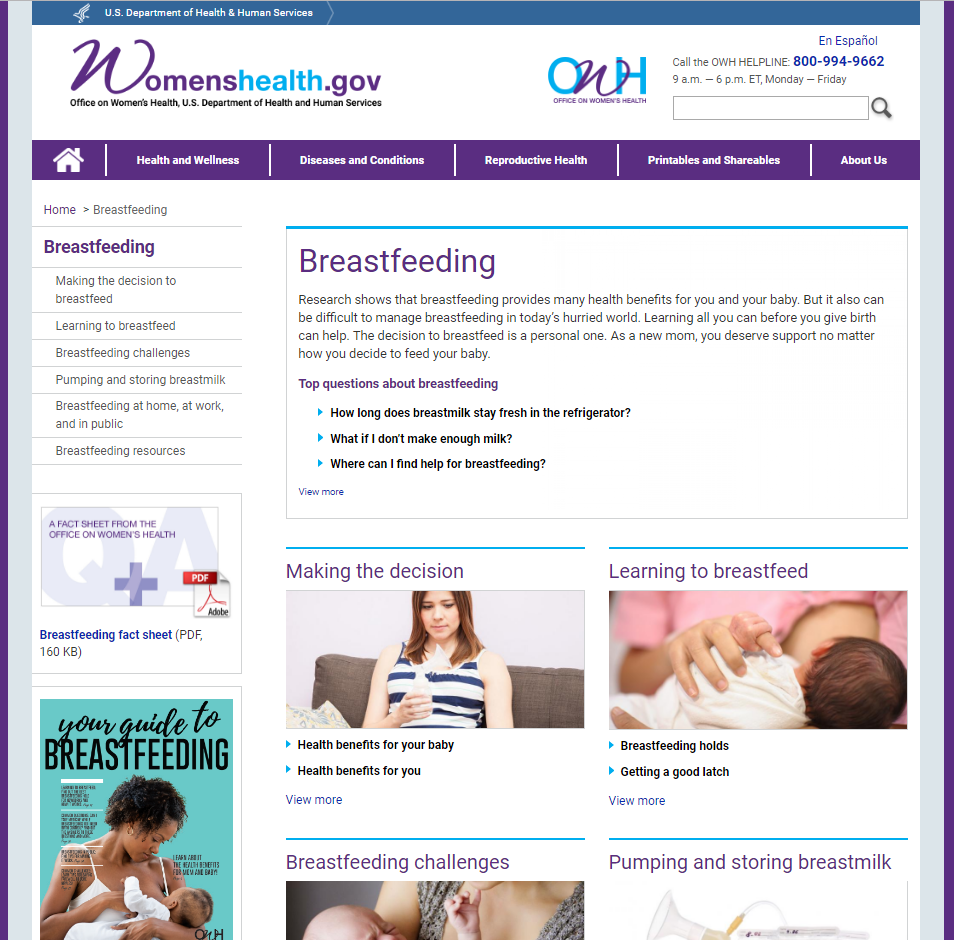 U.S. Department of Health & Human Services
Womenshealth.gov
Office on Women's Health, U.S. Department of Health and Human Services
OWH
OFFICE ON WOMEN'S HEALTH
En Español
Call the OWH HELPLINE: 800-994-9662
9 a.m. — 6 p.m. ET, Monday — Friday
Health and Wellness
Diseases and Conditions
Reproductive Health
Printables and Shareables
About Us
Home > Breastfeeding
Breastfeeding
Making the decision to
breastfeed
Learning to breastfeed
Breastfeeding challenges
Pumping and storing breastmilk
Breastfeeding at home, at work,
and in public
Breastfeeding resources
A FACT SHEET FROM THE
OFFICE ON WOMEN'S HEALTH
QA
PDF
Adobe
Breastfeeding fact sheet (PDF,
160 KB)
your guide to
BREASTFEEDING
LEARN ABOUT
THE HEALTH BENEFITS
FOR MOM AND BABY!
OWH
Breastfeeding
Research shows that breastfeeding provides many health benefits for you and your baby. But it also can
be difficult to manage breastfeeding in today's hurried world. Learning all you can before you give birth
can help. The decision to breastfeed is a personal one. As a new mom, you deserve support no matter
how you decide to feed your baby.
Top questions about breastfeeding
How long does breastmilk stay fresh in the refrigerator?
What if I don't make enough milk?
Where can I find help for breastfeeding?
View more
Making the decision
Health benefits for your baby
Health benefits for you
View more
Learning to breastfeed
Breastfeeding holds
Getting a good latch
View more
Breastfeeding challenges
Pumping and storing breastmilk